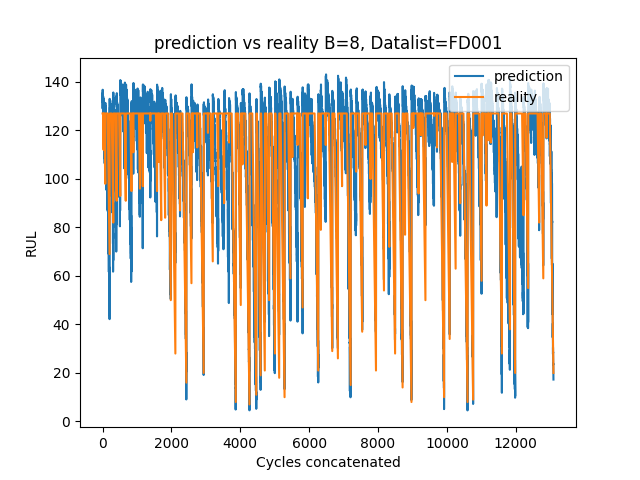 prediction vs reality B=8, Datalist=FD001
prediction
reality
RUL
140
120
100
80
60
40
20
0
0 2000 4000 6000 8000 10000 12000
Cycles concatenated